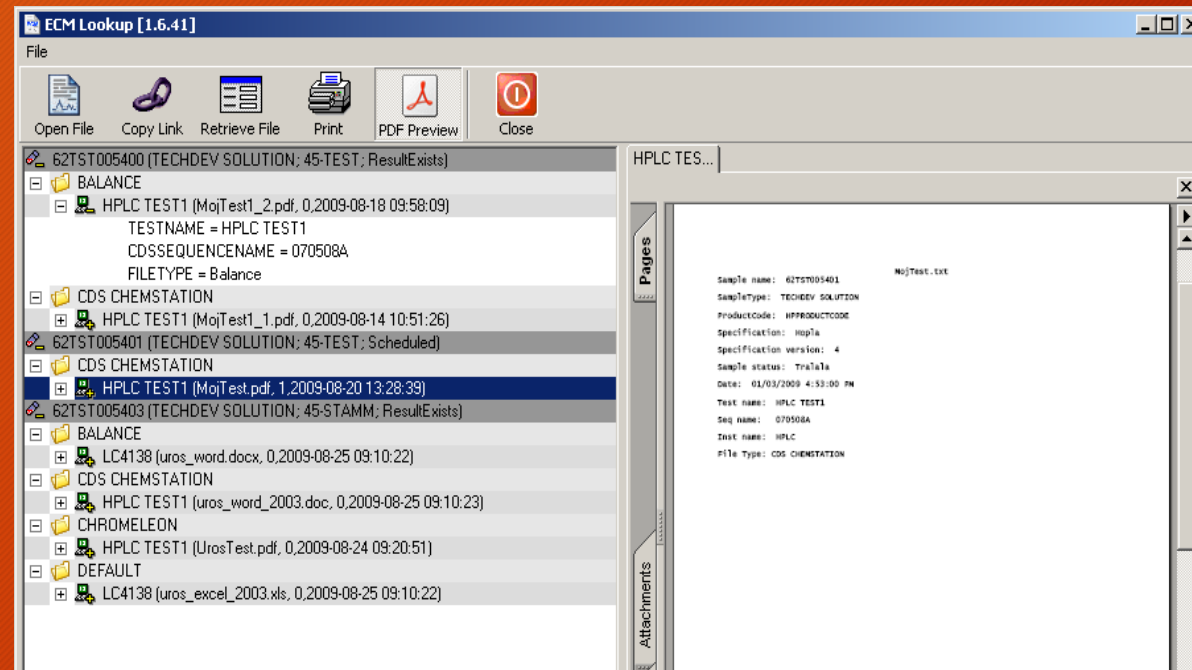 ECM Lookup [1.6.41]
File
Open File Copy Link Retrieve File Print PDF Preview Close
62TST005400 (TECHDEV SOLUTION; 45-TEST; ResultExists)
BALANCE
HPLC TEST1 (MojTest1_2.pdf, 0,2009-08-18 09:58:09)
TESTNAME = HPLC TEST1
CDSSEQUENCENAME = 070508A
FILETYPE = Balance
CDS CHEMSTATION
HPLC TEST1 (MojTest1_1.pdf, 0,2009-08-14 10:51:26)
62TST005401 (TECHDEV SOLUTION; 45-TEST; Scheduled)
CDS CHEMSTATION
HPLC TEST1 (MojTest.pdf, 1,2009-08-20 13:28:39)
62TST005403 (TECHDEV SOLUTION; 45-STAMM; ResultExists)
BALANCE
LC4138 (uros_word.docx, 0,2009-08-25 09:10:22)
CDS CHEMSTATION
HPLC TEST1 (uros_word_2003.doc, 0,2009-08-25 09:10:23)
CHROMELEON
HPLC TEST1 (UrosTest.pdf, 0,2009-08-24 09:20:51)
DEFAULT
LC4138 (uros_excel_2003.xls, 0,2009-08-25 09:10:22)
HPLC TES...
Pages
Attachments
MojTest.txt
Sample name: 62TST005401
SampleType: TECHDEV SOLUTION
ProductCode: HPPRODUCTCODE
Specification: Hopla
Specification version: 4
Sample status: Tralala
Date: 01/03/2009 4:53:00 PM
Test name: HPLC TEST1
Seq name: 070508A
Inst name: HPLC
File Type: CDS CHEMSTATION